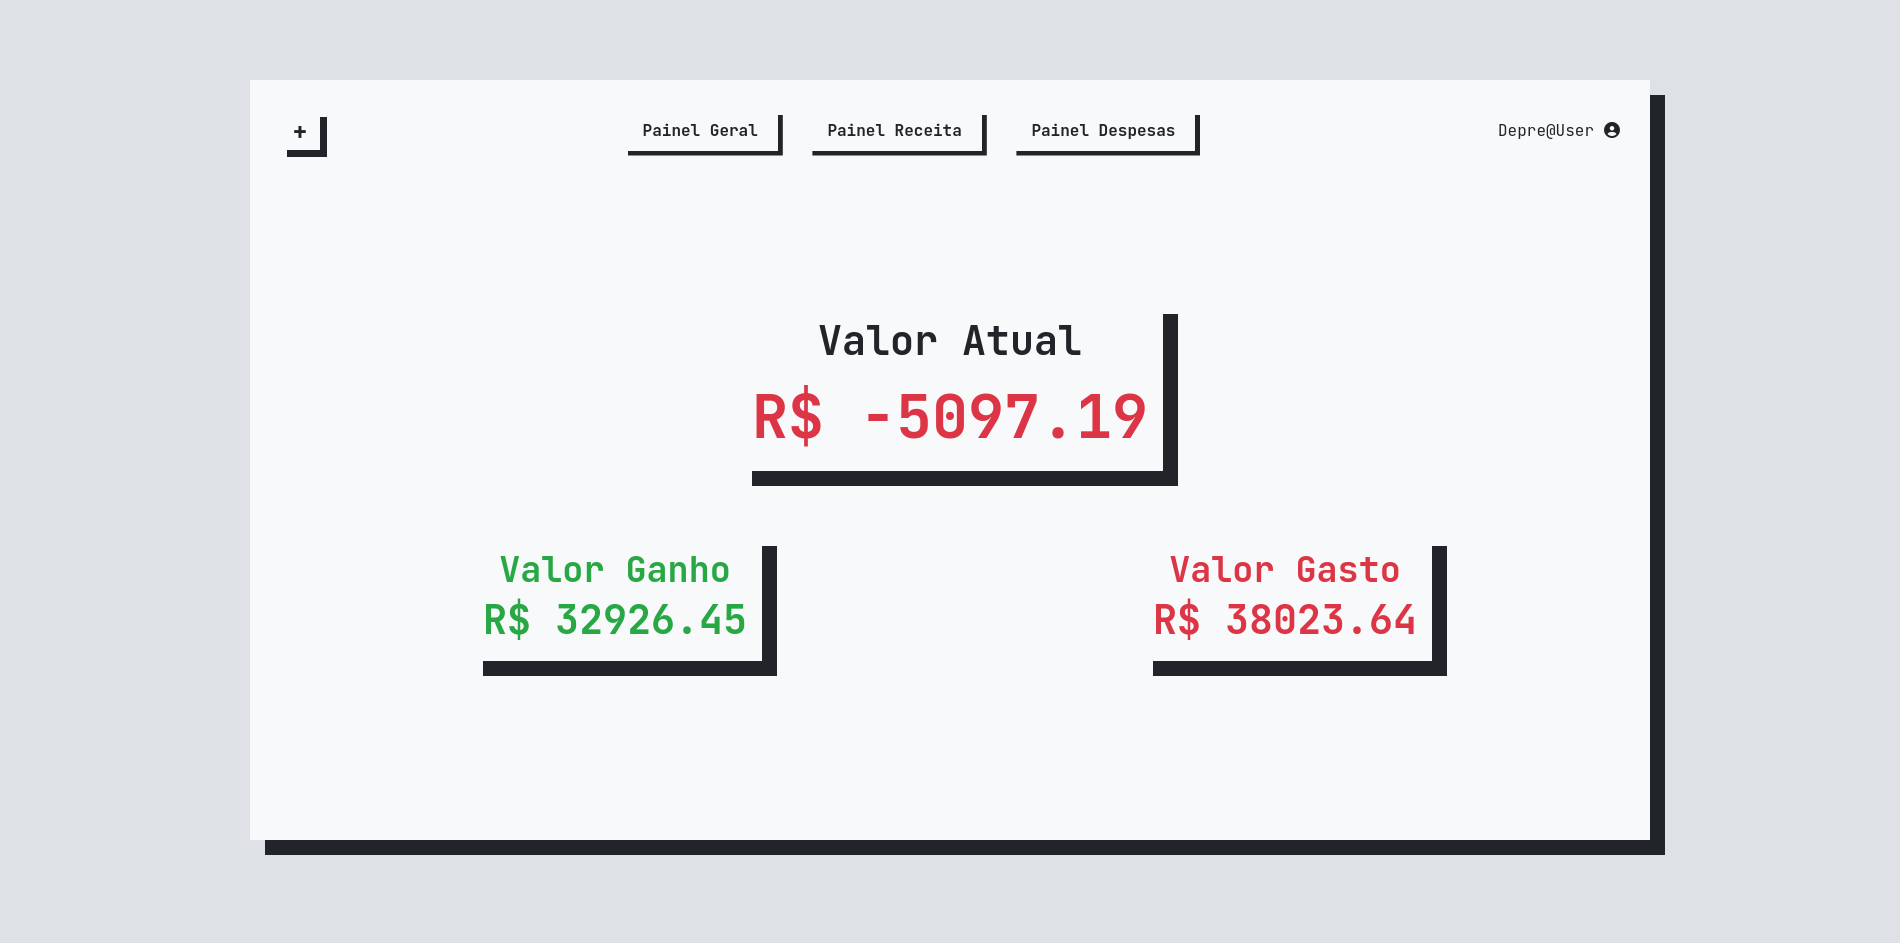 +
Painel Geral
Painel Receita
Painel Despesas
Depre@User
Valor Atual
R$ -5097.19
Valor Ganho
R$ 32926.45
Valor Gasto
R$ 38023.64